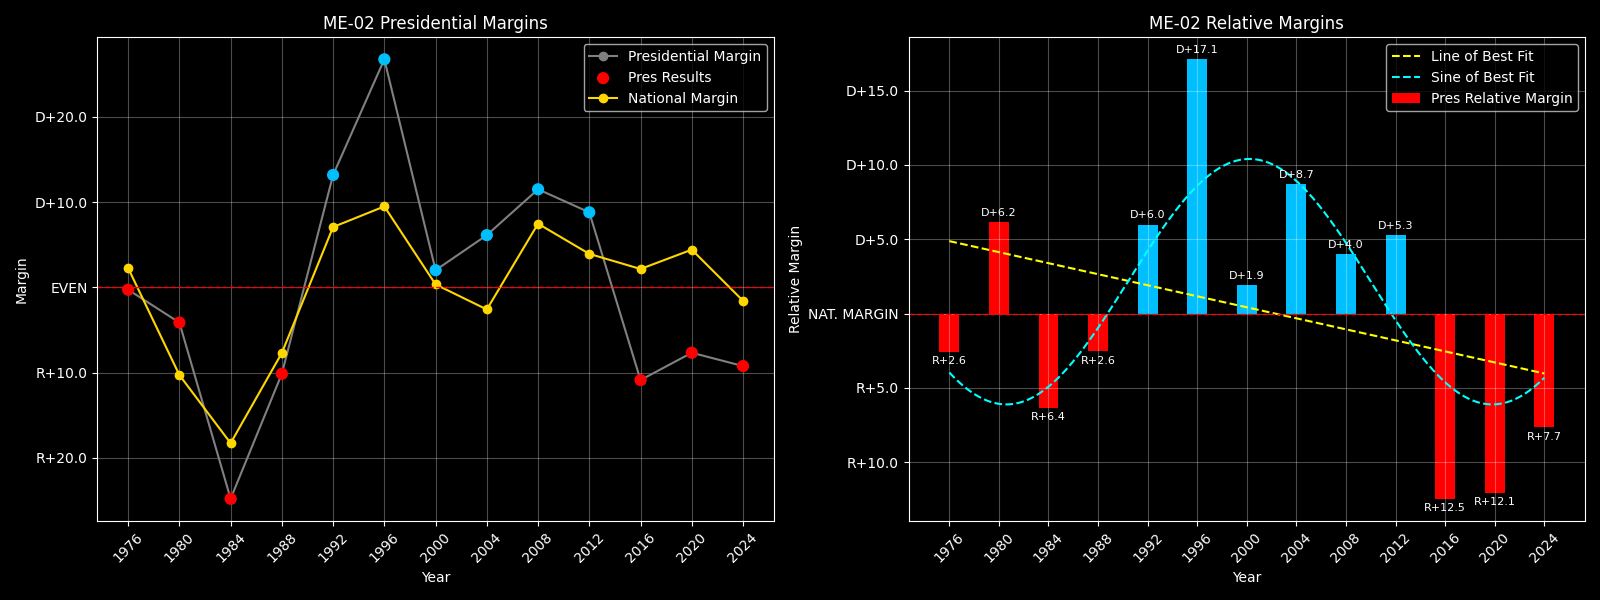 ME-02 Presidential Margins
Presidential Margin
Pres Results
National Margin
D+20.0
D+10.0
EVEN
R+10.0
R+20.0
Margin
1976
1980
1984
1988
1992
1996
2000
2004
2008
2012
2016
2020
2024
Year
ME-02 Relative Margins
Line of Best Fit
Sine of Best Fit
Pres Relative Margin
D+15.0
D+10.0
D+5.0
NAT. MARGIN
R+5.0
R+10.0
Relative Margin
R+2.6
D+6.2
R+6.4
R+2.6
D+6.0
D+17.1
D+1.9
D+8.7
D+4.0
D+5.3
R+12.5
R+12.1
R+7.7
1976
1980
1984
1988
1992
1996
2000
2004
2008
2012
2016
2020
2024
Year